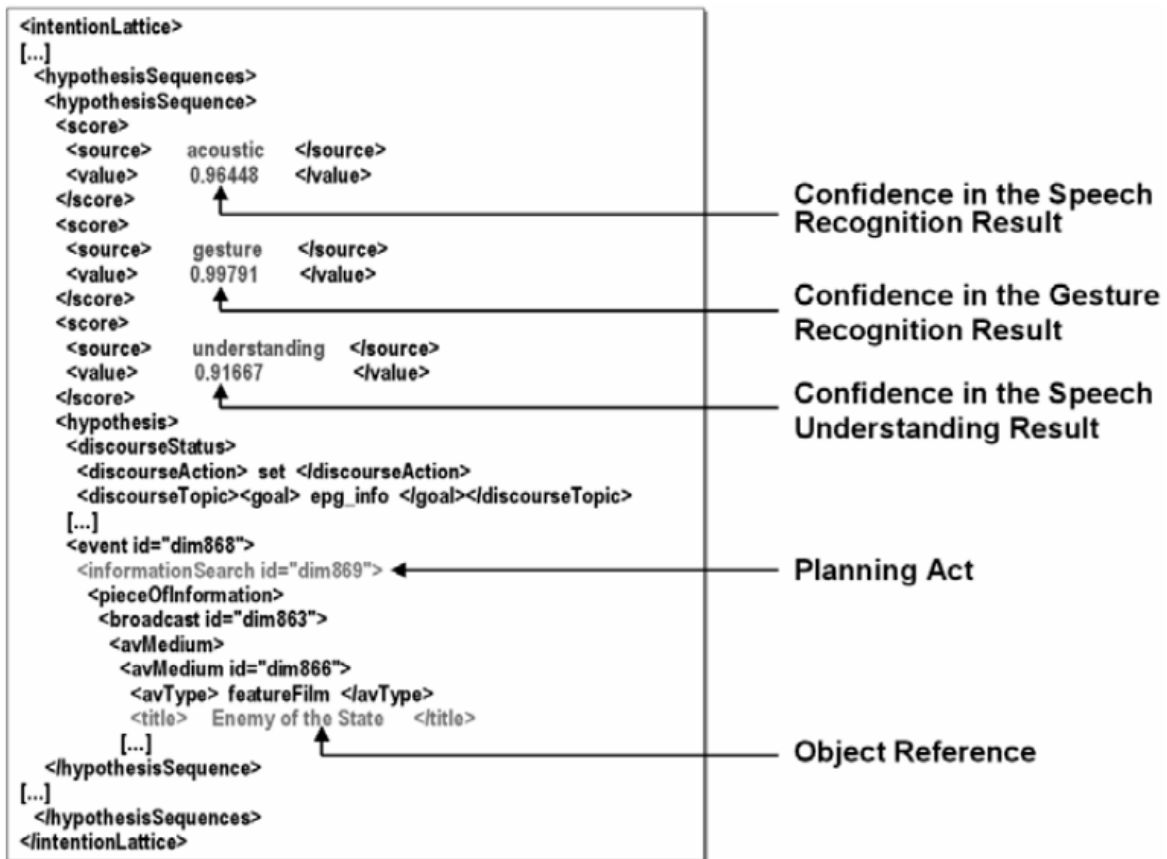 <intentionLattice>
[...]
<hypothesisSequences>
<hypothesisSequence>
<score>
<source> acoustic </source>
<value> 0.96448 </value>
</score>
<score>
<source> gesture </source>
<value> 0.99791 </value>
</score>
<score>
<source> understanding </source>
<value> 0.91667 </value>
</score>
<hypothesis>
<discourseStatus>
<discourseAction> set </discourseAction>
<discourseTopic><goal> epg_info </goal></discourseTopic>
[...]
<event id="dim868">
<informationSearch id="dim869">
<pieceOfInformation>
<broadcast id="dim863">
<avMedium>
<avMedium id="dim866">
<avType> featureFilm </avType>
<title> Enemy of the State </title>
[...]
</hypothesisSequence>
[...]
</hypothesisSequences>
</intentionLattice>
Confidence in the Speech
Recognition Result
Confidence in the Gesture
Recognition Result
Confidence in the Speech
Understanding Result
Planning Act
Object Reference